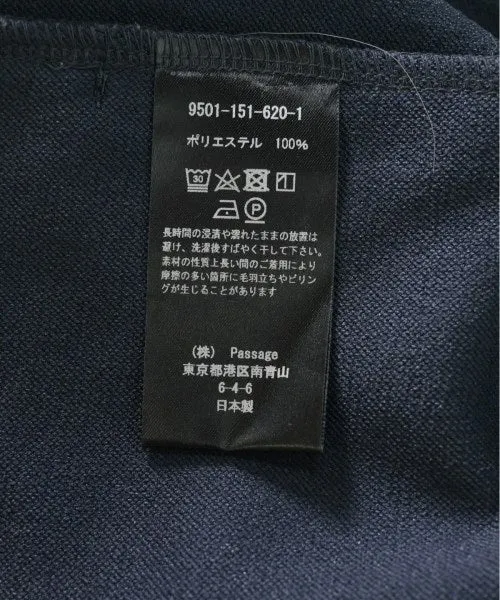 9501-151-620-1
ポリエステル 100%
30
P
長時間の浸漬や濡れたままの放置は
避け、洗濯後すばやく干して下さい。
素材の性質上長い間のご着用により
摩擦の多い箇所に毛羽立ちやピリン
グが生じることがあります
(株) Passage
東京都港区南青山
6-4-6
日本製